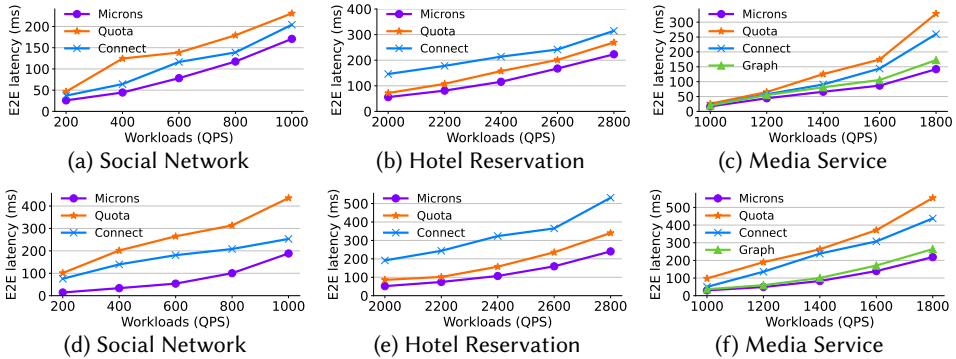 E2E latency (ms)
200
150
100
50
0
Microns
Quota
Connect
200 400 600 800 1000
Workloads (QPS)
(a) Social Network
E2E latency (ms)
400
300
200
100
0
Microns
Quota
Connect
2000 2200 2400 2600 2800
Workloads (QPS)
(b) Hotel Reservation
E2E latency (ms)
300
250
200
150
100
50
0
Microns
Quota
Connect
Graph
1000 1200 1400 1600 1800
Workloads (QPS)
(c) Media Service
E2E latency (ms)
400
300
200
100
0
Microns
Quota
Connect
200 400 600 800 1000
Workloads (QPS)
(d) Social Network
E2E latency (ms)
500
400
300
200
100
0
Microns
Quota
Connect
2000 2200 2400 2600 2800
Workloads (QPS)
(e) Hotel Reservation
E2E latency (ms)
500
400
300
200
100
0
Microns
Quota
Connect
Graph
1000 1200 1400 1600 1800
Workloads (QPS)
(f) Media Service